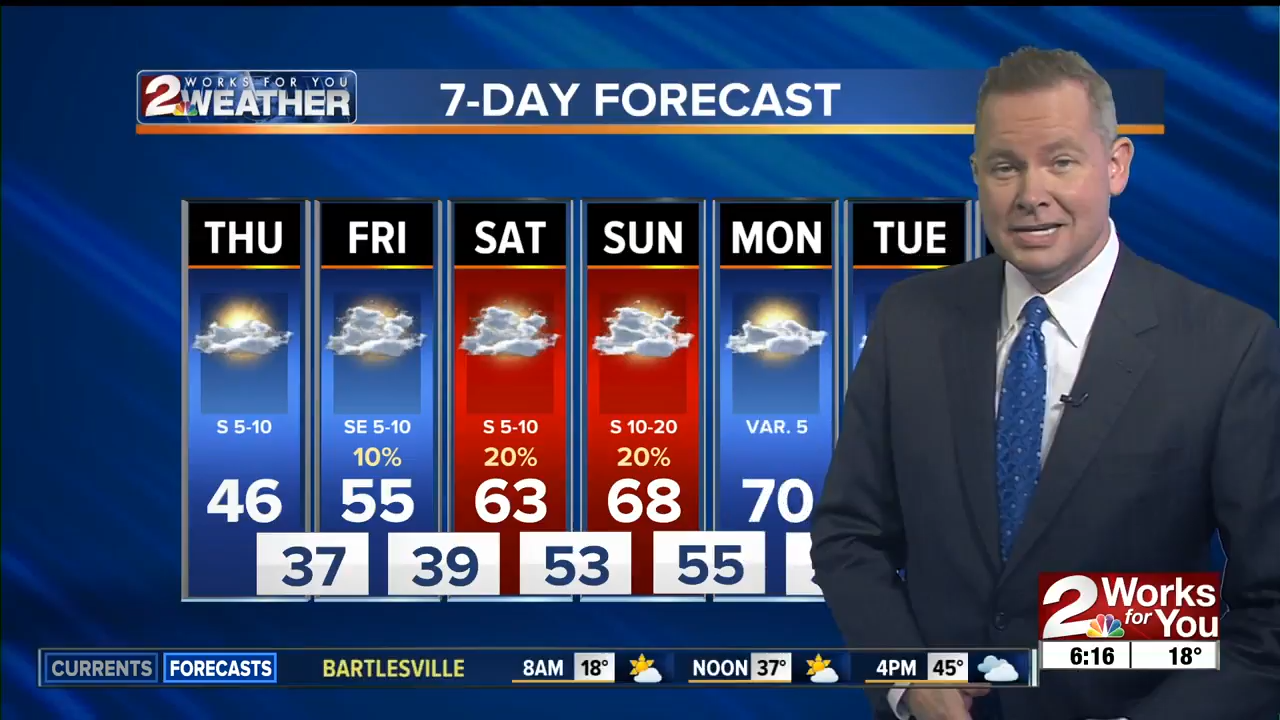 2 WORKS FOR YOU
WEATHER
7-DAY FORECAST
THU FRI SAT SUN MON TUE
S 5-10 SE 5-10 S 5-10 S 10-20 VAR. 5
10% 20% 20%
46 55 63 68 70
37 39 53 55
2 Works
for You
6:16 18°
CURRENTS FORECASTS BARTLESVILLE 8AM 18° NOON 37° 4PM 45°